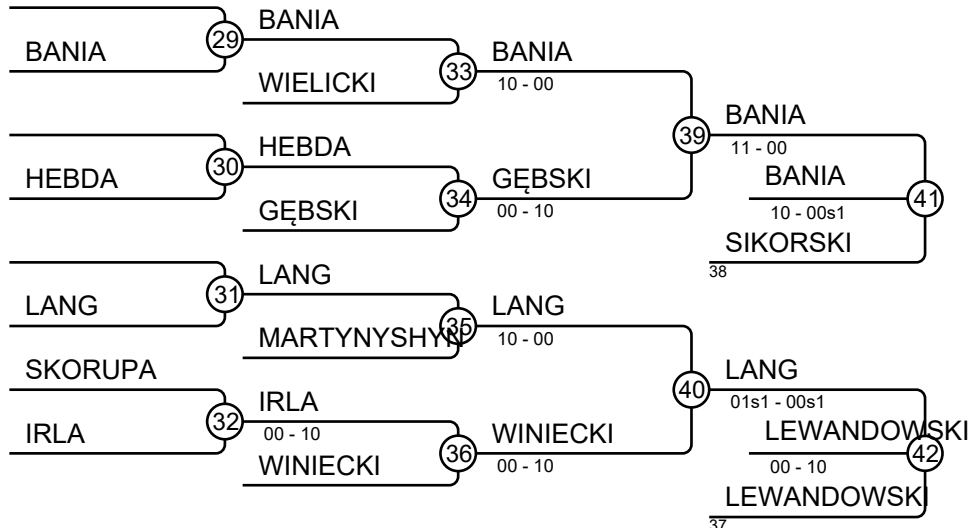 BANIA
29
BANIA
WIELICKI
33
BANIA
10 - 00
HEBDA
30
HEBDA
GĘBSKI
34
GĘBSKI
00 - 10
39
BANIA
11 - 00
BANIA
10 - 00s1
41
SIKORSKI
38
LANG
31
LANG
MARTYNYSHYN
35
LANG
10 - 00
SKORUPA
IRLA
32
IRLA
00 - 10
WINIECKI
36
WINIECKI
00 - 10
40
LANG
01s1 - 00s1
LEWANDOWSKI
00 - 10
42
LEWANDOWSKI
37